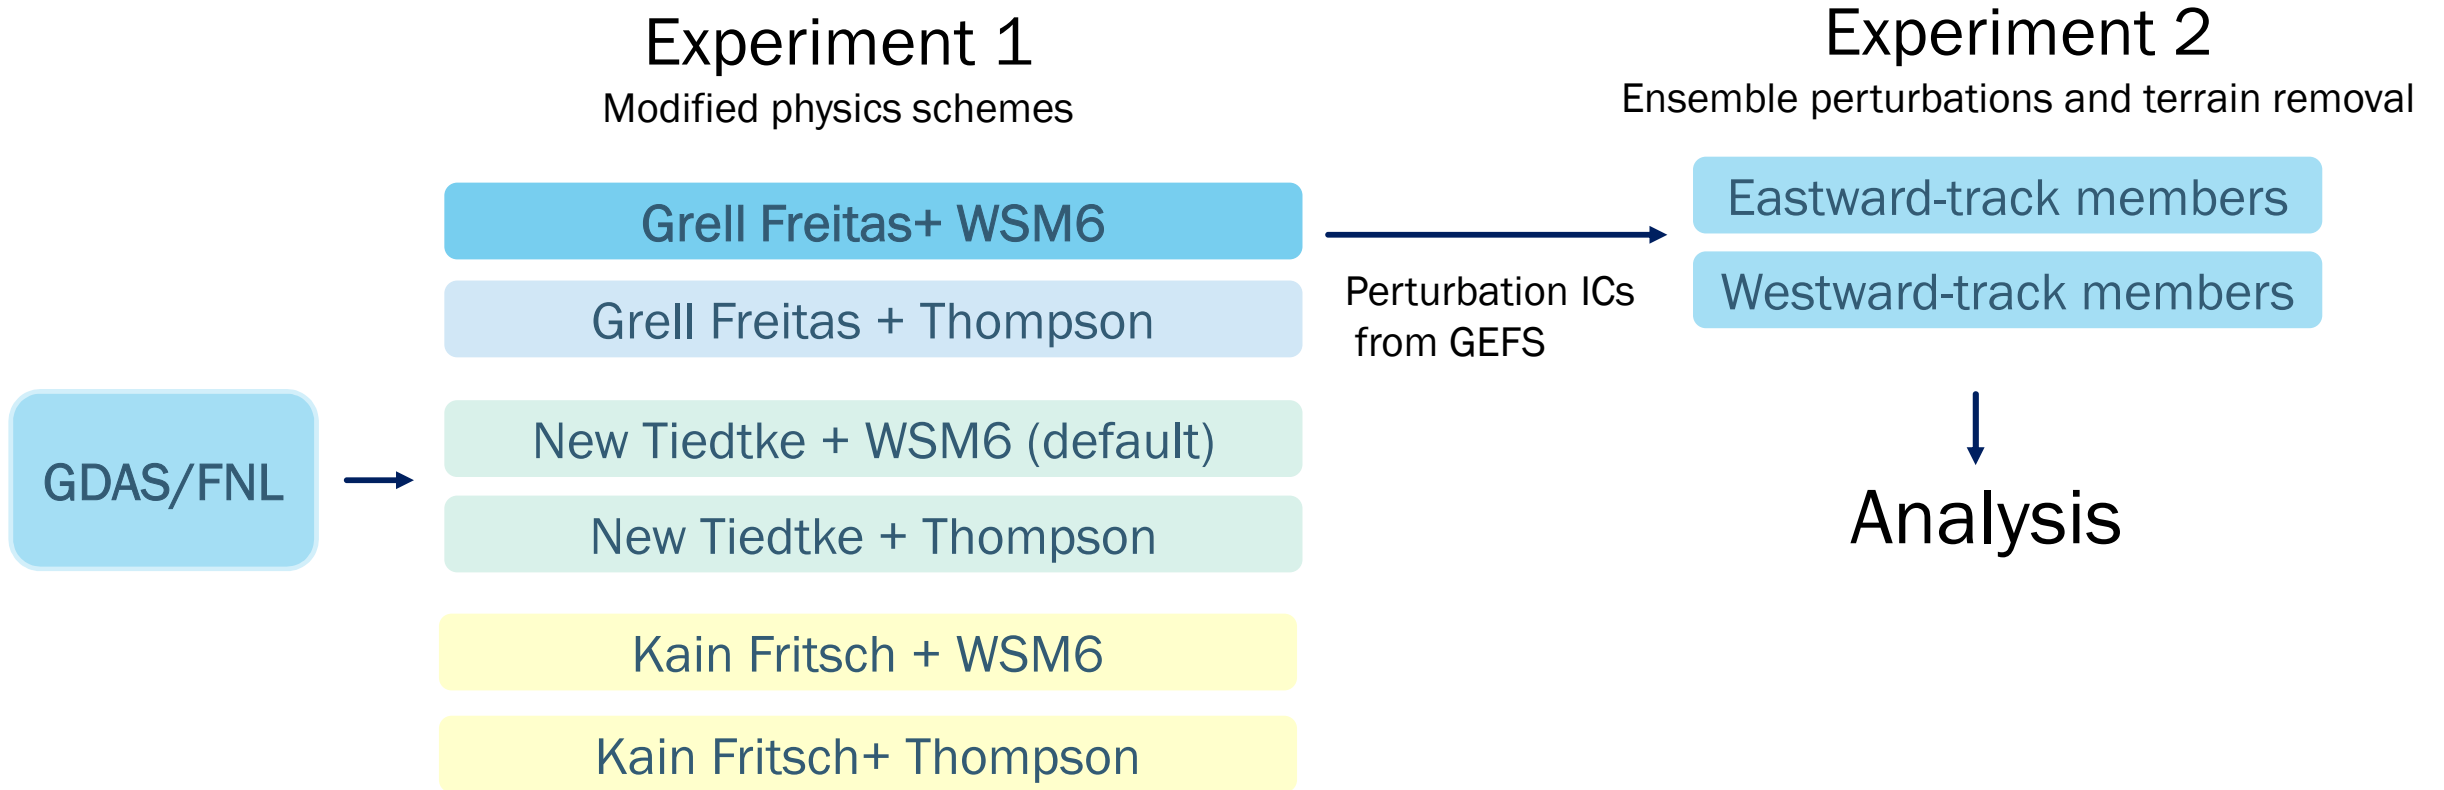 Experiment 1
Modified physics schemes
Grell Freitas+ WSM6
Grell Freitas + Thompson
New Tiedtke + WSM6 (default)
New Tiedtke + Thompson
Kain Fritsch + WSM6
Kain Fritsch+ Thompson
GDAS/FNL
Perturbation ICs
from GEFS
Experiment 2
Ensemble perturbations and terrain removal
Eastward-track members
Westward-track members
Analysis